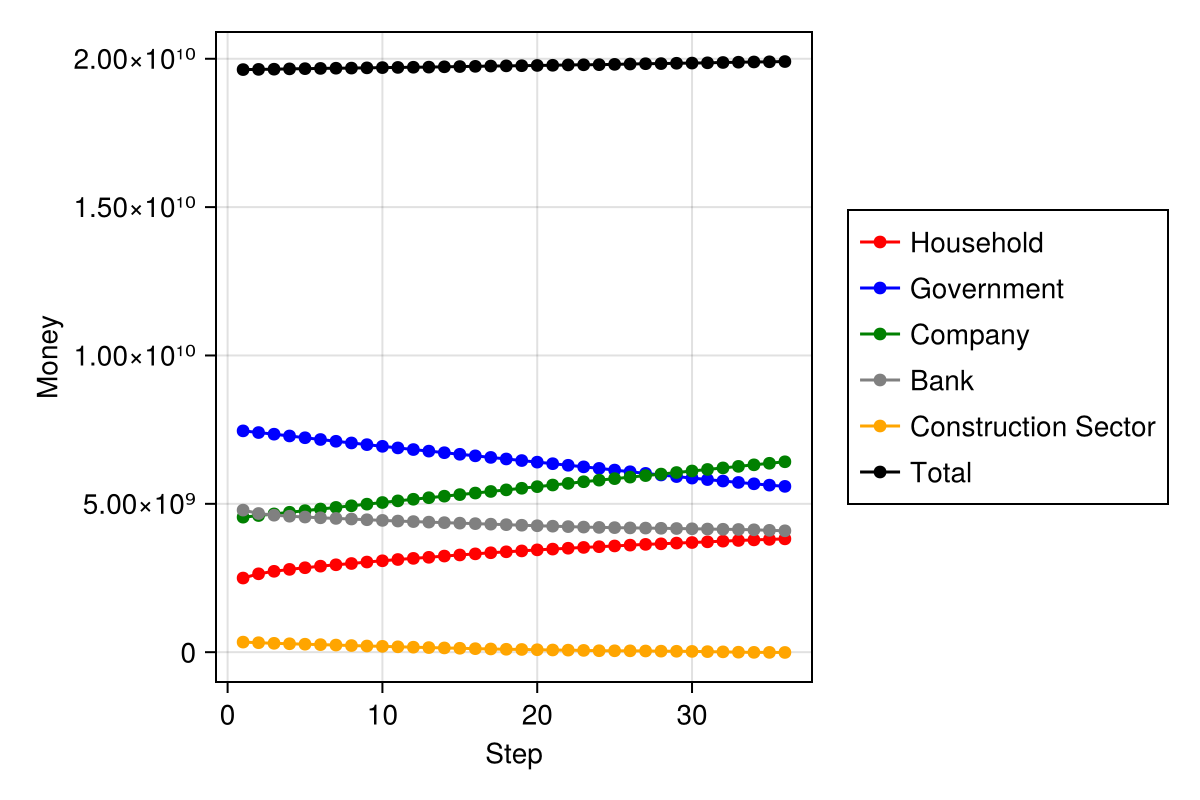 2.00×10¹⁰
1.50×10¹⁰
1.00×10¹⁰
5.00×10⁹
0
Money
0 10 20 30
Step
Household
Government
Company
Bank
Construction Sector
Total